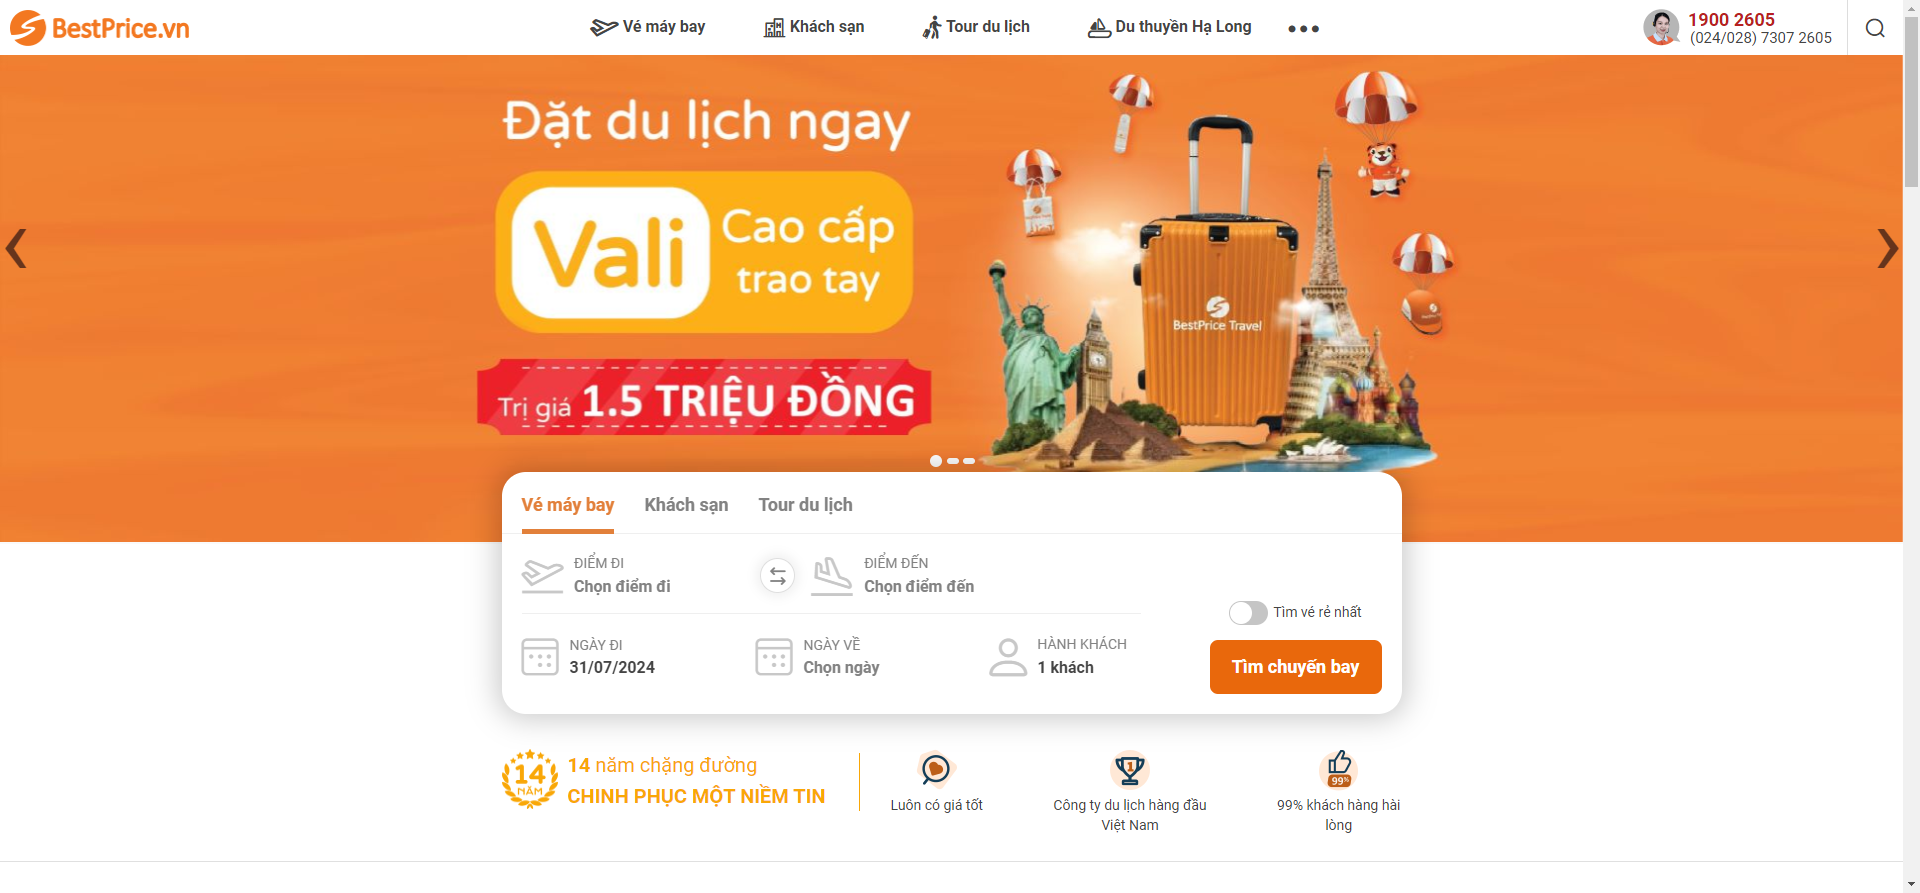 BestPrice.vn
Vé máy bay
Khách sạn
Tour du lịch
Du thuyền Hạ Long
1900 2605
(024/028) 7307 2605
Đặt du lịch ngay
Vali
Cao cấp
trao tay
Trị giá 1.5 TRIỆU ĐỒNG
BestPrice Travel
Vé máy bay
Khách sạn
Tour du lịch
ĐIỂM ĐI
Chọn điểm đi
ĐIỂM ĐẾN
Chọn điểm đến
Tìm vé rẻ nhất
NGÀY ĐI
31/07/2024
NGÀY VỀ
Chọn ngày
HÀNH KHÁCH
1 khách
Tìm chuyến bay
14
NĂM
14 năm chặng đường
CHINH PHỤC MỘT NIỀM TIN
Luôn có giá tốt
1
Công ty du lịch hàng đầu
Việt Nam
99%
99% khách hàng hài
lòng